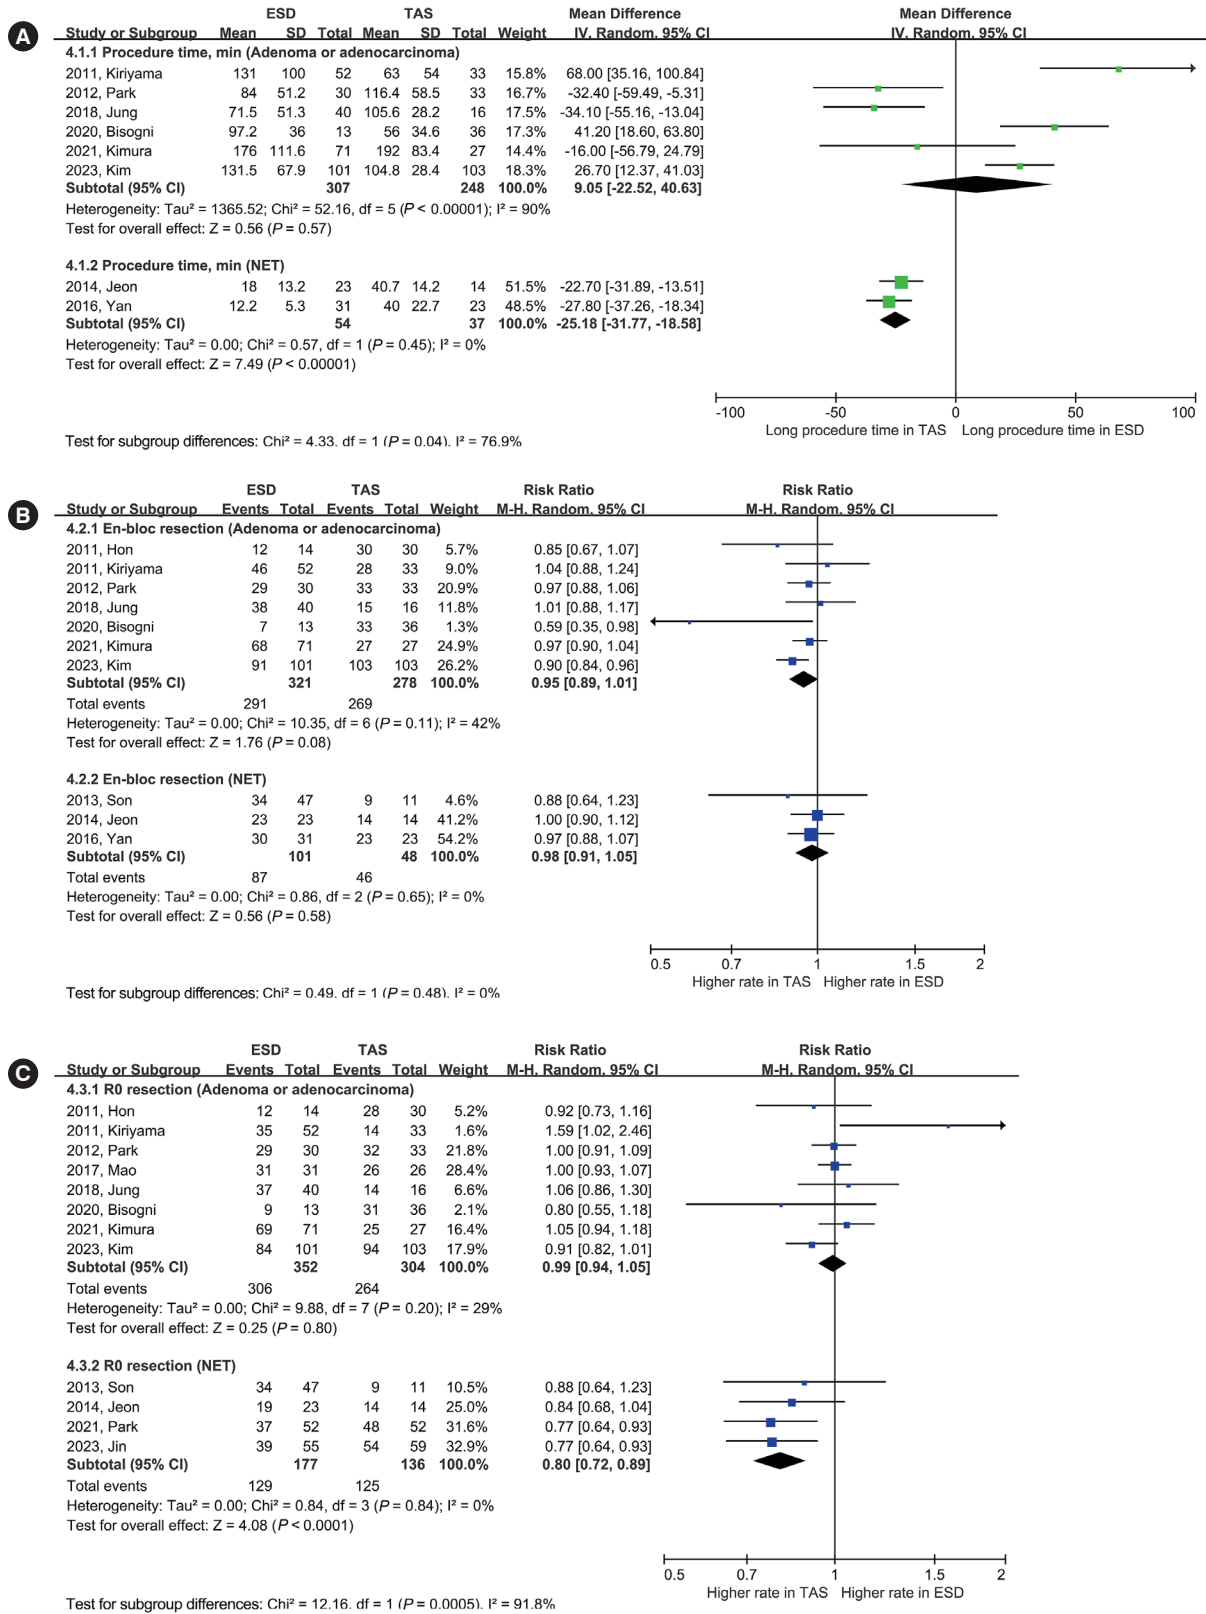 A
ESD TAS Mean Difference Mean Difference
Study or Subgroup Mean SD Total Mean SD Total Weight IV. Random. 95% CI IV. Random. 95% CI
4.1.1 Procedure time, min (Adenoma or adenocarcinoma)
2011, Kiriyama 131 100 52 63 54 33 15.8% 68.00 [35.16, 100.84]
2012, Park 84 51.2 30 116.4 58.5 33 16.7% -32.40 [-59.49, -5.31]
2018, Jung 71.5 51.3 40 105.6 28.2 16 17.5% -34.10 [-55.16, -13.04]
2020, Bisogni 97.2 36 13 56 34.6 36 17.3% 41.20 [18.60, 63.80]
2021, Kimura 176 111.6 71 192 83.4 27 14.4% -16.00 [-56.79, 24.79]
2023, Kim 131.5 67.9 101 104.8 28.4 103 18.3% 26.70 [12.37, 41.03]
Subtotal (95% CI) 307 248 100.0% 9.05 [-22.52, 40.63]
Heterogeneity: Tau² = 1365.52; Chi² = 52.16, df = 5 (P < 0.00001); I² = 90%
Test for overall effect: Z = 0.56 (P = 0.57)
4.1.2 Procedure time, min (NET)
2014, Jeon 18 13.2 23 40.7 14.2 14 51.5% -22.70 [-31.89, -13.51]
2016, Yan 12.2 5.3 31 40 22.7 23 48.5% -27.80 [-37.26, -18.34]
Subtotal (95% CI) 54 37 100.0% -25.18 [-31.77, -18.58]
Heterogeneity: Tau² = 0.00; Chi² = 0.57, df = 1 (P = 0.45); I² = 0%
Test for overall effect: Z = 7.49 (P < 0.00001)
-100 -50 0 50 100
Long procedure time in TAS Long procedure time in ESD
Test for subgroup differences: Chi² = 4.33. df = 1 (P = 0.04). I² = 76.9%
B
ESD TAS Risk Ratio Risk Ratio
Study or Subgroup Events Total Events Total Weight M-H. Random. 95% CI M-H. Random. 95% CI
4.2.1 En-bloc resection (Adenoma or adenocarcinoma)
2011, Hon 12 14 30 30 5.7% 0.85 [0.67, 1.07]
2011, Kiriyama 46 52 28 33 9.0% 1.04 [0.88, 1.24]
2012, Park 29 30 33 33 20.9% 0.97 [0.88, 1.06]
2018, Jung 38 40 15 16 11.8% 1.01 [0.88, 1.17]
2020, Bisogni 7 13 33 36 1.3% 0.59 [0.35, 0.98]
2021, Kimura 68 71 27 27 24.9% 0.97 [0.90, 1.04]
2023, Kim 91 101 103 103 26.2% 0.90 [0.84, 0.96]
Subtotal (95% CI) 321 278 100.0% 0.95 [0.89, 1.01]
Total events 291 269
Heterogeneity: Tau² = 0.00; Chi² = 10.35, df = 6 (P = 0.11); I² = 42%
Test for overall effect: Z = 1.76 (P = 0.08)
4.2.2 En-bloc resection (NET)
2013, Son 34 47 9 11 4.6% 0.88 [0.64, 1.23]
2014, Jeon 23 23 14 14 41.2% 1.00 [0.90, 1.12]
2016, Yan 30 31 23 23 54.2% 0.97 [0.88, 1.07]
Subtotal (95% CI) 101 48 100.0% 0.98 [0.91, 1.05]
Total events 87 46
Heterogeneity: Tau² = 0.00; Chi² = 0.86, df = 2 (P = 0.65); I² = 0%
Test for overall effect: Z = 0.56 (P = 0.58)
0.5 0.7 1 1.5 2
Higher rate in TAS Higher rate in ESD
Test for subgroup differences: Chi² = 0.49. df = 1 (P = 0.48). I² = 0%
C
ESD TAS Risk Ratio Risk Ratio
Study or Subgroup Events Total Events Total Weight M-H. Random. 95% CI M-H. Random. 95% CI
4.3.1 R0 resection (Adenoma or adenocarcinoma)
2011, Hon 12 14 28 30 5.2% 0.92 [0.73, 1.16]
2011, Kiriyama 35 52 14 33 1.6% 1.59 [1.02, 2.46]
2012, Park 29 30 32 33 21.8% 1.00 [0.91, 1.09]
2017, Mao 31 31 26 26 28.4% 1.00 [0.93, 1.07]
2018, Jung 37 40 14 16 6.6% 1.06 [0.86, 1.30]
2020, Bisogni 9 13 31 36 2.1% 0.80 [0.55, 1.18]
2021, Kimura 69 71 25 27 16.4% 1.05 [0.94, 1.18]
2023, Kim 84 101 94 103 17.9% 0.91 [0.82, 1.01]
Subtotal (95% CI) 352 304 100.0% 0.99 [0.94, 1.05]
Total events 306 264
Heterogeneity: Tau² = 0.00; Chi² = 9.88, df = 7 (P = 0.20); I² = 29%
Test for overall effect: Z = 0.25 (P = 0.80)
4.3.2 R0 resection (NET)
2013, Son 34 47 9 11 10.5% 0.88 [0.64, 1.23]
2014, Jeon 19 23 14 14 25.0% 0.84 [0.68, 1.04]
2021, Park 37 52 48 52 31.6% 0.77 [0.64, 0.93]
2023, Jin 39 55 54 59 32.9% 0.77 [0.64, 0.93]
Subtotal (95% CI) 177 136 100.0% 0.80 [0.72, 0.89]
Total events 129 125
Heterogeneity: Tau² = 0.00; Chi² = 0.84, df = 3 (P = 0.84); I² = 0%
Test for overall effect: Z = 4.08 (P < 0.0001)
0.5 0.7 1 1.5 2
Higher rate in TAS Higher rate in ESD
Test for subgroup differences: Chi² = 12.16. df = 1 (P = 0.0005). I² = 91.8%